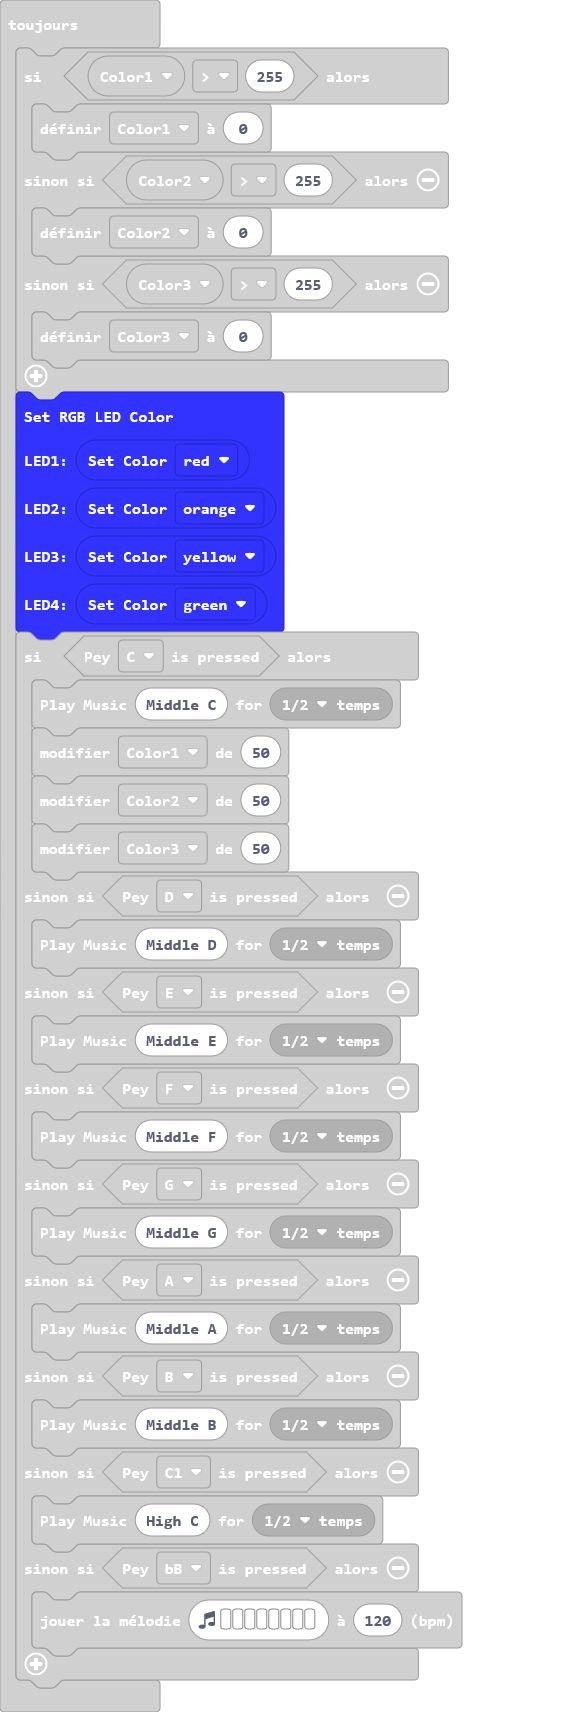 toujours
si Color1 > 255 alors
définir Color1 à 0
sinon si Color2 > 255 alors
définir Color2 à 0
sinon si Color3 > 255 alors
définir Color3 à 0
Set RGB LED Color
LED1: Set Color red
LED2: Set Color orange
LED3: Set Color yellow
LED4: Set Color green
si Pey C is pressed alors
Play Music Middle C for 1/2 temps
modifier Color1 de 50
modifier Color2 de 50
modifier Color3 de 50
sinon si Pey D is pressed alors
Play Music Middle D for 1/2 temps
sinon si Pey E is pressed alors
Play Music Middle E for 1/2 temps
sinon si Pey F is pressed alors
Play Music Middle F for 1/2 temps
sinon si Pey G is pressed alors
Play Music Middle G for 1/2 temps
sinon si Pey A is pressed alors
Play Music Middle A for 1/2 temps
sinon si Pey B is pressed alors
Play Music Middle B for 1/2 temps
sinon si Pey C1 is pressed alors
Play Music High C for 1/2 temps
sinon si Pey bB is pressed alors
jouer la mélodie à 120 (bpm)